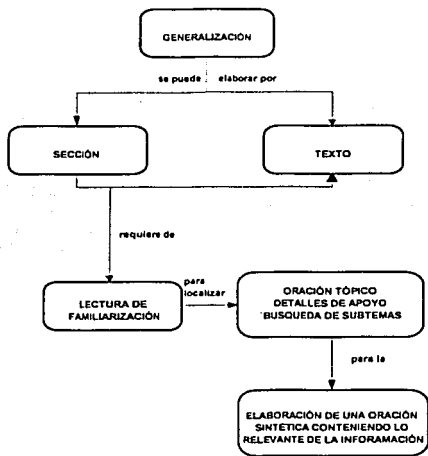 GENERALIZACIÓN
se puede elaborar por
SECCIÓN
TEXTO
requiere de
LECTURA DE
FAMILIARIZACIÓN
para
localizar
ORACIÓN TÓPICO
DETALLES DE APOYO
BUSQUEDA DE SUBTEMAS
para la
ELABORACIÓN DE UNA ORACIÓN
SINTÉTICA CONTENIENDO LO
RELEVANTE DE LA INFORAMACIÓN